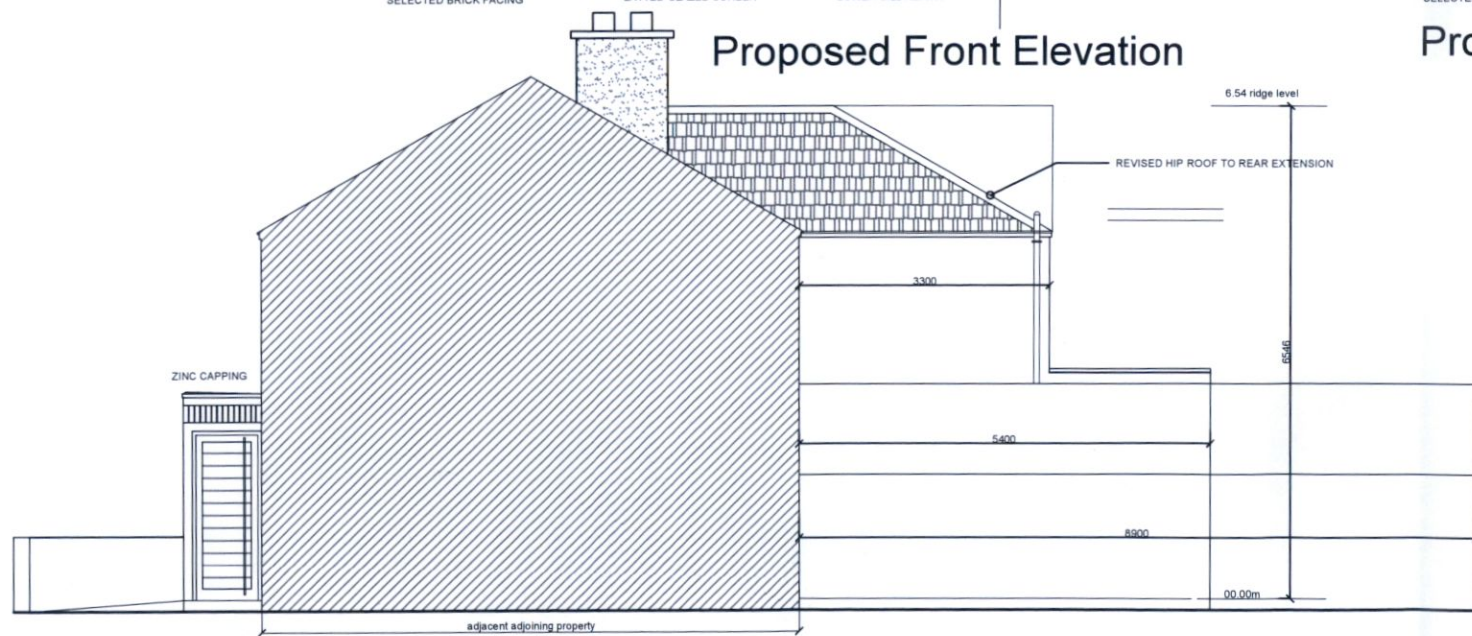 SELECTED BRICK FACING
Proposed Front Elevation
Pro
6.54 ridge level
REVISED HIP ROOF TO REAR EXTENSION
3300
6546
ZINC CAPPING
5400
8900
00.00m
adjacent adjoining property